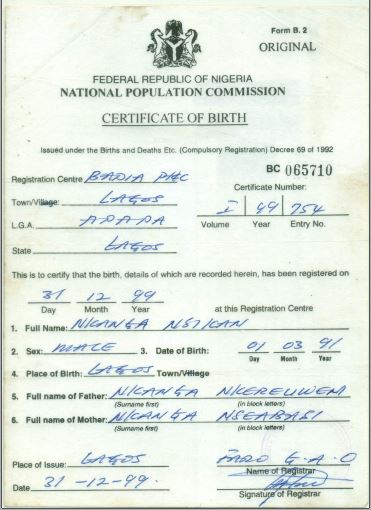 Form B. 2
ORIGINAL
FEDERAL REPUBLIC OF NIGERIA
NATIONAL POPULATION COMMISSION
CERTIFICATE OF BIRTH
Issued under the Births and Deaths Etc. (Compulsory Registration) Decree 69 of 1992
BC 065710
Registration Centre BADIA PHC
Certificate Number:
Town/Village: LAGOS
I 99 754
L.G.A. APAPA
Volume Year Entry No.
State LAGOS
This is to certify that the birth, details of which are recorded herein, has been registered on
31 12 99
Day Month Year at this Registration Centre
1. Full Name: NKANGA NSIKAN
2. Sex: MALE 3. Date of Birth: 01 03 91
Day Month Year
4. Place of Birth: LAGOS Town/Village
5. Full name of Father: NKANGA NKEREUWEM
(Surname first) (in block letters)
6. Full name of Mother: NKANGA NSEABASI
(Surname first) (in block letters)
Place of Issue: LAGOS G. A. O
Name of Registrar
Date 31-12-99.
Signature of Registrar